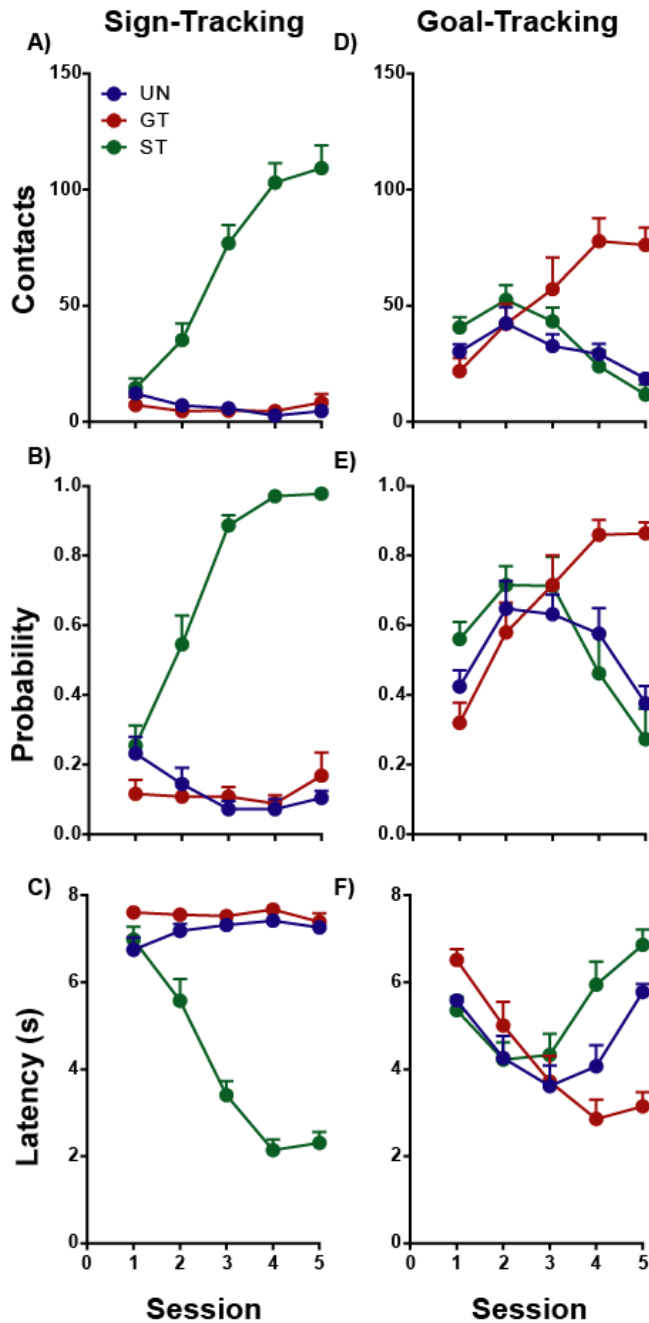 Sign-Tracking
Goal-Tracking
A)
D)
150
100
50
0
Contacts
UN
GT
ST
150
100
50
0
B)
E)
1.0
0.8
0.6
0.4
0.2
0.0
Probability
1.0
0.8
0.6
0.4
0.2
0.0
C)
F)
8
6
4
2
0
Latency (s)
8
6
4
2
0
0 1 2 3 4 5
0 1 2 3 4 5
Session
Session